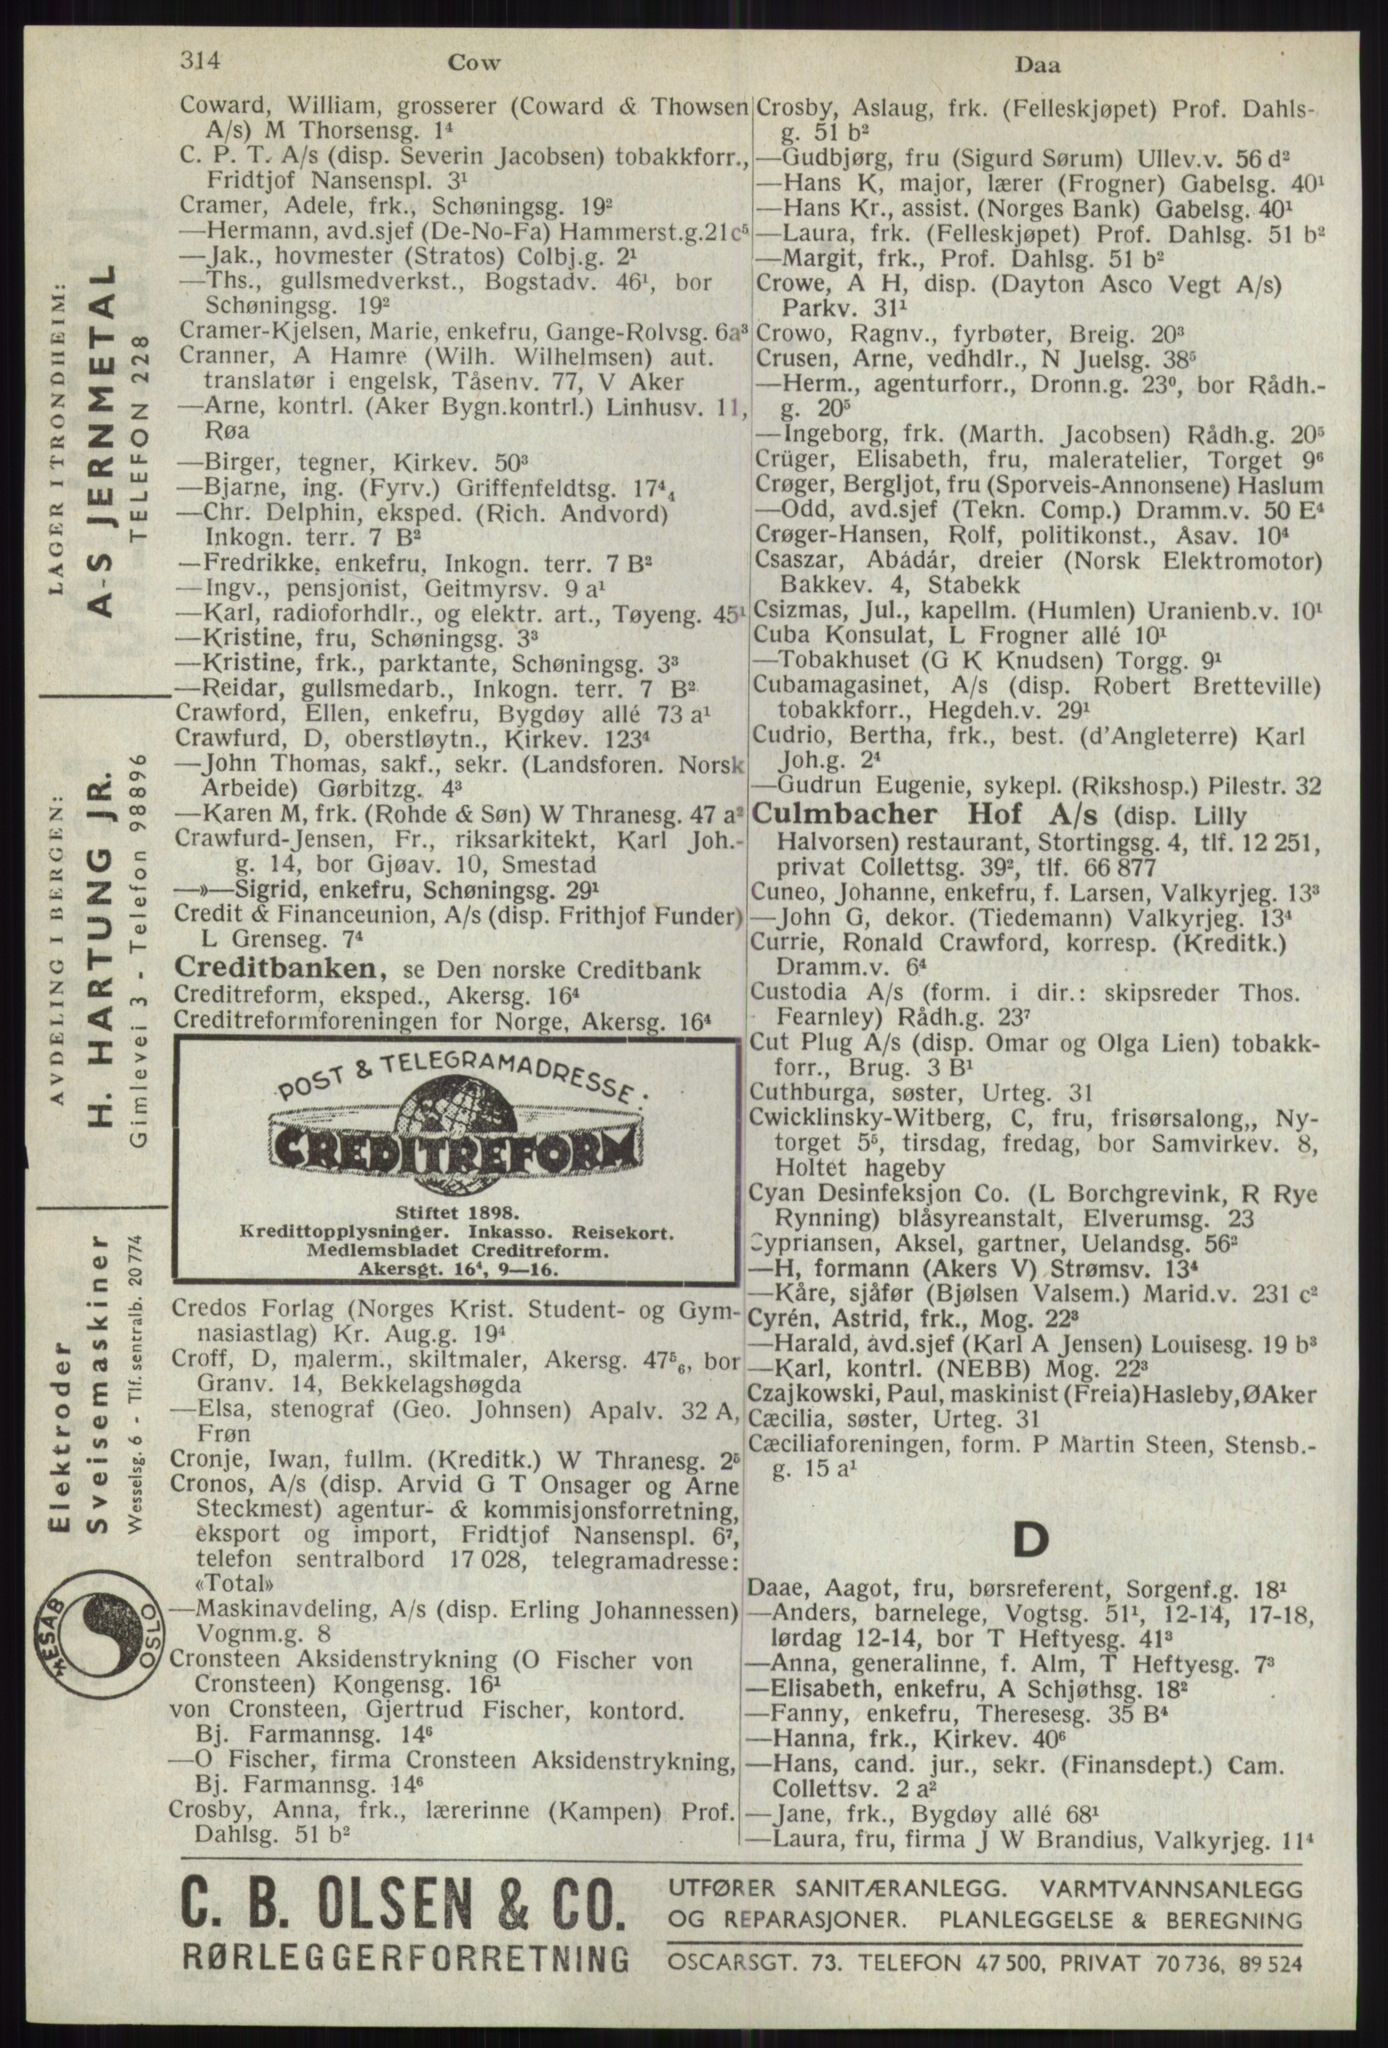 314
Cow
Daa
LAGER I TRONDHEIM:
A-S JERNMETAL
TELEFON 228
AVDELING I BERGEN:
H. HARTUNG JR.
Gimlevei 3 - Telefon 98896
Elektroder
Sveisemaskiner
Wesselsg. 6 - Tlf. sentralb. 20 774
WESAB
OSLO
Coward, William, grosserer (Coward & Thowsen
A/s) M Thorsensg. 1⁴
C. P. T. A/s (disp. Severin Jacobsen) tobakkforr.,
Fridtjof Nansenspl. 3¹
Cramer, Adele, frk., Schøningsg. 19²
—Hermann, avd.sjef (De-No-Fa) Hammerst.g.21c⁵
—Jak., hovmester (Stratos) Colbj.g. 2¹
—Ths., gullsmedverkst., Bogstadv. 46¹, bor
Schøningsg. 19²
Cramer-Kjelsen, Marie, enkefru, Gange-Rolvsg. 6a³
Cranner, A Hamre (Wilh. Wilhelmsen) aut.
translatør i engelsk, Tåsenv. 77, V Aker
—Arne, kontrl. (Aker Bygn.kontrl.) Linhusv. 11,
Røa
—Birger, tegner, Kirkev. 50³
—Bjarne, ing. (Fyrv.) Griffenfeldtsg. 17⁴₄
—Chr. Delphin, eksped. (Rich. Andvord)
Inkogn. terr. 7 B²
—Fredrikke, enkefru, Inkogn. terr. 7 B²
—Ingv., pensjonist, Geitmyrsv. 9 a¹
—Karl, radioforhdlr., og elektr. art., Tøyeng. 45¹
—Kristine, fru, Schøningsg. 3³
—Kristine, frk., parktante, Schøningsg. 3³
—Reidar, gullsmedarb., Inkogn. terr. 7 B²
Crawford, Ellen, enkefru, Bygdøy allé 73 a¹
Crawfurd, D, oberstløytn., Kirkev. 123⁴
—John Thomas, sakf., sekr. (Landsforen. Norsk
Arbeide) Gørbitzg. 4³
—Karen M, frk. (Rohde & Søn) W Thranesg. 47 a²
Crawfurd-Jensen, Fr., riksarkitekt, Karl Joh.-
g. 14, bor Gjøav. 10, Smestad
—»—Sigrid, enkefru, Schøningsg. 29¹
Credit & Financeunion, A/s (disp. Frithjof Funder)
L Grenseg. 7⁴
Creditbanken, se Den norske Creditbank
Creditreform, eksped., Akersg. 16⁴
Creditreformforeningen for Norge, Akersg. 16⁴
POST & TELEGRAMADRESSE:
CREDITREFORM
Stiftet 1898.
Kredittopplysninger. Inkasso. Reisekort.
Medlemsbladet Creditreform.
Akersgt. 16⁴, 9—16.
Credos Forlag (Norges Krist. Student- og Gym-
nasiastlag) Kr. Aug.g. 19⁴
Croff, D, malerm., skiltmaler, Akersg. 47⁵₆, bor
Granv. 14, Bekkelagshøgda
—Elsa, stenograf (Geo. Johnsen) Apalv. 32 A,
Frøn
Cronje, Iwan, fullm. (Kreditk.) W Thranesg. 2⁵
Cronos, A/s (disp. Arvid G T Onsager og Arne
Steckmest) agentur- & kommisjonsforretning,
eksport og import, Fridtjof Nansenspl. 6⁷,
telefon sentralbord 17 028, telegramadresse:
«Total»
—Maskinavdeling, A/s (disp. Erling Johannessen)
Vognm.g. 8
Cronsteen Aksidenstrykning (O Fischer von
Cronsteen) Kongensg. 16¹
von Cronsteen, Gjertrud Fischer, kontord.
Bj. Farmannsg. 14⁶
—O Fischer, firma Cronsteen Aksidenstrykning,
Bj. Farmannsg. 14⁶
Crosby, Anna, frk., lærerinne (Kampen) Prof.
Dahlsg. 51 b²
Crosby, Aslaug, frk. (Felleskjøpet) Prof. Dahls-
g. 51 b²
—Gudbjørg, fru (Sigurd Sørum) Ullev.v. 56 d²
—Hans K, major, lærer (Frogner) Gabelsg. 40¹
—Hans Kr., assist. (Norges Bank) Gabelsg. 40¹
—Laura, frk. (Felleskjøpet) Prof. Dahlsg. 51 b²
—Margit, frk., Prof. Dahlsg. 51 b²
Crowe, A H, disp. (Dayton Asco Vegt A/s)
Parkv. 31¹
Crowo, Ragnv., fyrbøter, Breig. 20³
Crusen, Arne, vedhdlr., N Juelsg. 38⁵
—Herm., agenturforr., Dronn.g. 23⁰, bor Rådh.-
g. 20⁵
—Ingeborg, frk. (Marth. Jacobsen) Rådh.g. 20⁵
Crüger, Elisabeth, fru, maleratelier, Torget 9⁶
Crøger, Bergljot, fru (Sporveis-Annonsene) Haslum
—Odd, avd.sjef (Tekn. Comp.) Dramm.v. 50 E⁴
Crøger-Hansen, Rolf, politikonst., Åsav. 10⁴
Csaszar, Abádár, dreier (Norsk Elektromotor)
Bakkev. 4, Stabekk
Csizmas, Jul., kapellm. (Humlen) Uranienb.v. 10¹
Cuba Konsulat, L Frogner allé 10¹
—Tobakhuset (G K Knudsen) Torgg. 9¹
Cubamagasinet, A/s (disp. Robert Bretteville)
tobakkforr., Hegdeh.v. 29¹
Cudrio, Bertha, frk., best. (d'Angleterre) Karl
Joh.g. 2⁴
—Gudrun Eugenie, sykepl. (Rikshosp.) Pilestr. 32
Culmbacher Hof A/s (disp. Lilly
Halvorsen) restaurant, Stortingsg. 4, tlf. 12 251,
privat Collettsg. 39², tlf. 66 877
Cuneo, Johanne, enkefru, f. Larsen, Valkyrjeg. 13³
—John G, dekor. (Tiedemann) Valkyrjeg. 13⁴
Currie, Ronald Crawford, korresp. (Kreditk.)
Dramm.v. 6⁴
Custodia A/s (form. i dir.: skipsreder Thos.
Fearnley) Rådh.g. 23⁷
Cut Plug A/s (disp. Omar og Olga Lien) tobakk-
forr., Brug. 3 B¹
Cuthburga, søster, Urteg. 31
Cwicklinsky-Witberg, C, fru, frisørsalong,, Ny-
torget 5⁵, tirsdag, fredag, bor Samvirkev. 8,
Holtet hageby
Cyan Desinfeksjon Co. (L Borchgrevink, R Rye
Rynning) blåsyreanstalt, Elverumsg. 23
Cypriansen, Aksel, gartner, Uelandsg. 56²
—H, formann (Akers V) Strømsv. 13⁴
—Kåre, sjåfør (Bjølsen Valsem.) Marid.v. 231 c²
Cyrén, Astrid, frk., Mog. 22³
—Harald, avd.sjef (Karl A Jensen) Louisesg. 19 b³
—Karl, kontrl. (NEBB) Mog. 22³
Czajkowski, Paul, maskinist (Freia)Hasleby,ØAker
Cæcilia, søster, Urteg. 31
Cæciliaforeningen, form. P Martin Steen, Stensb.-
g. 15 a¹
D
Daae, Aagot, fru, børsreferent, Sorgenf.g. 18¹
—Anders, barnelege, Vogtsg. 51¹, 12-14, 17-18,
lørdag 12-14, bor T Heftyesg. 41³
—Anna, generalinne, f. Alm, T Heftyesg. 7³
—Elisabeth, enkefru, A Schjøthsg. 18²
—Fanny, enkefru, Theresesg. 35 B⁴
—Hanna, frk., Kirkev. 40⁶
—Hans, cand. jur., sekr. (Finansdept.) Cam.
Collettsv. 2 a²
—Jane, frk., Bygdøy allé 68¹
—Laura, fru, firma J W Brandius, Valkyrjeg. 11⁴
C. B. OLSEN & CO.
RØRLEGGERFORRETNING
UTFØRER SANITÆRANLEGG. VARMTVANNSANLEGG
OG REPARASJONER. PLANLEGGELSE & BEREGNING
OSCARSGT. 73. TELEFON 47 500, PRIVAT 70 736, 89 524